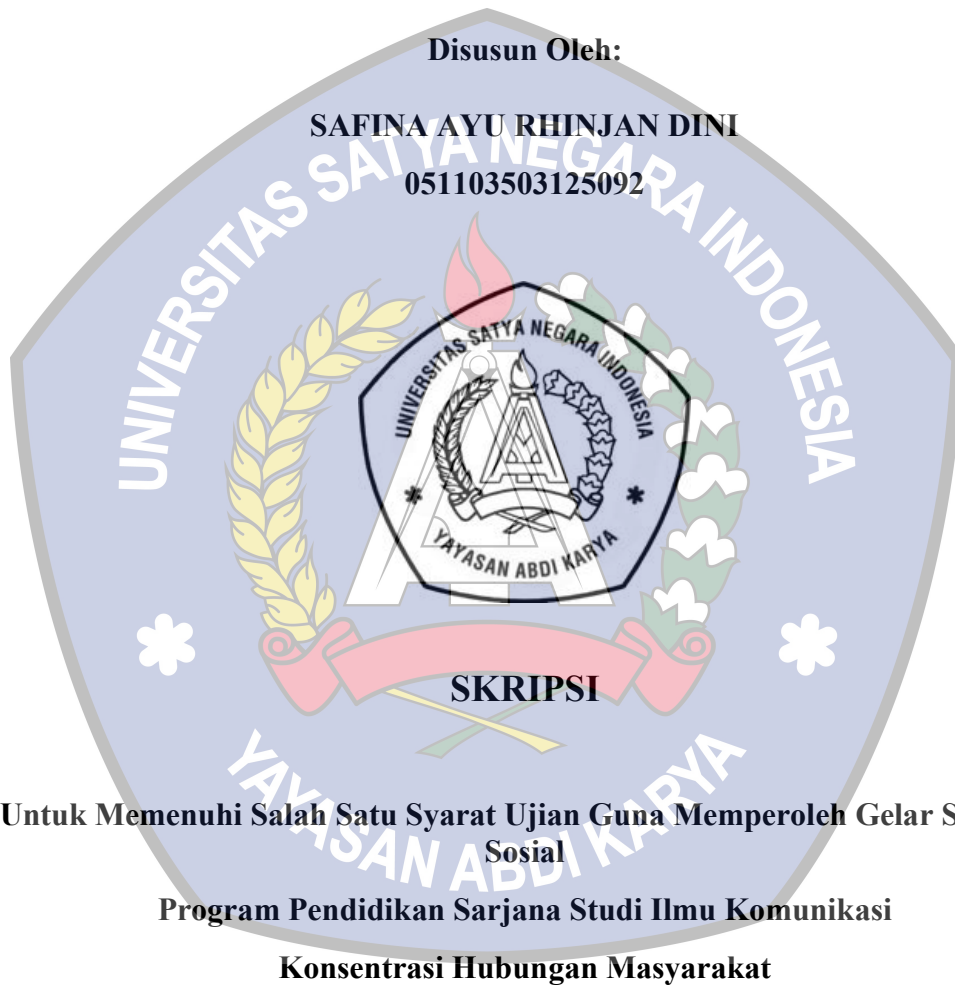 Disusun Oleh:
SAFINA AYU RHINJAN DINI
051103503125092
UNIVERSITAS SATYA NEGARA INDONESIA
YAYASAN ABDI KARYA
UNIVERSITAS SATYA NEGARA INDONESIA
YAYASAN ABDI KARYA
SKRIPSI
Untuk Memenuhi Salah Satu Syarat Ujian Guna Memperoleh Gelar S
Sosial
Program Pendidikan Sarjana Studi Ilmu Komunikasi
Konsentrasi Hubungan Masyarakat